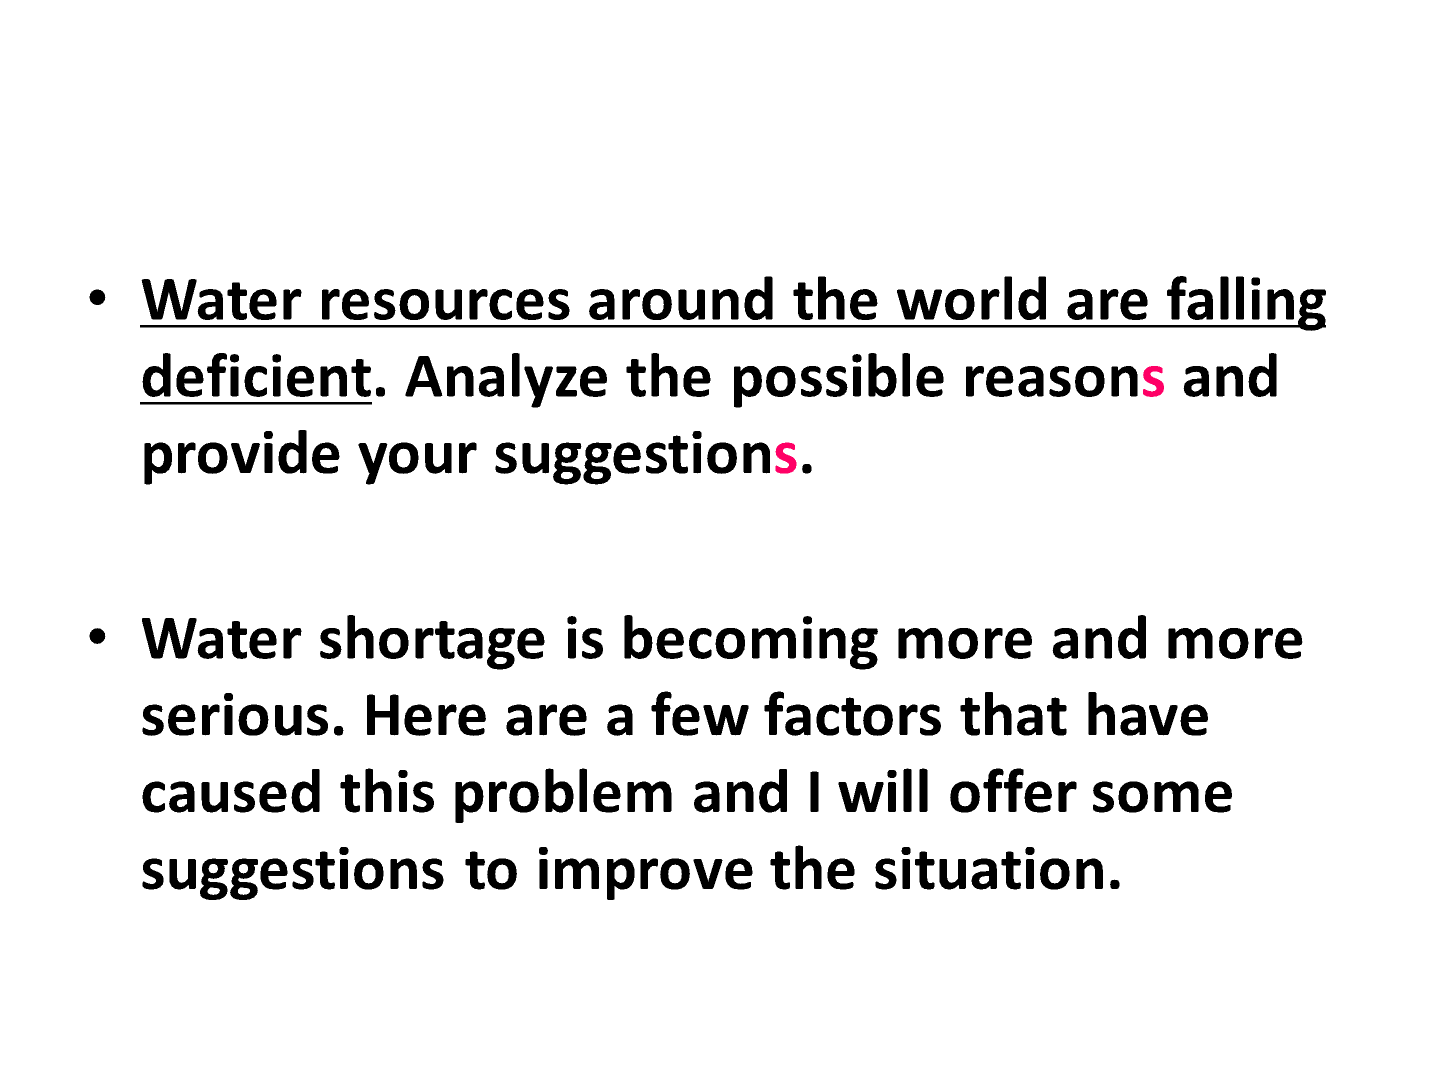 • Water resources around the world are falling
deficient. Analyze the possible reasons and
provide your suggestions.
• Water shortage is becoming more and more
serious. Here are a few factors that have
caused this problem and I will offer some
suggestions to improve the situation.